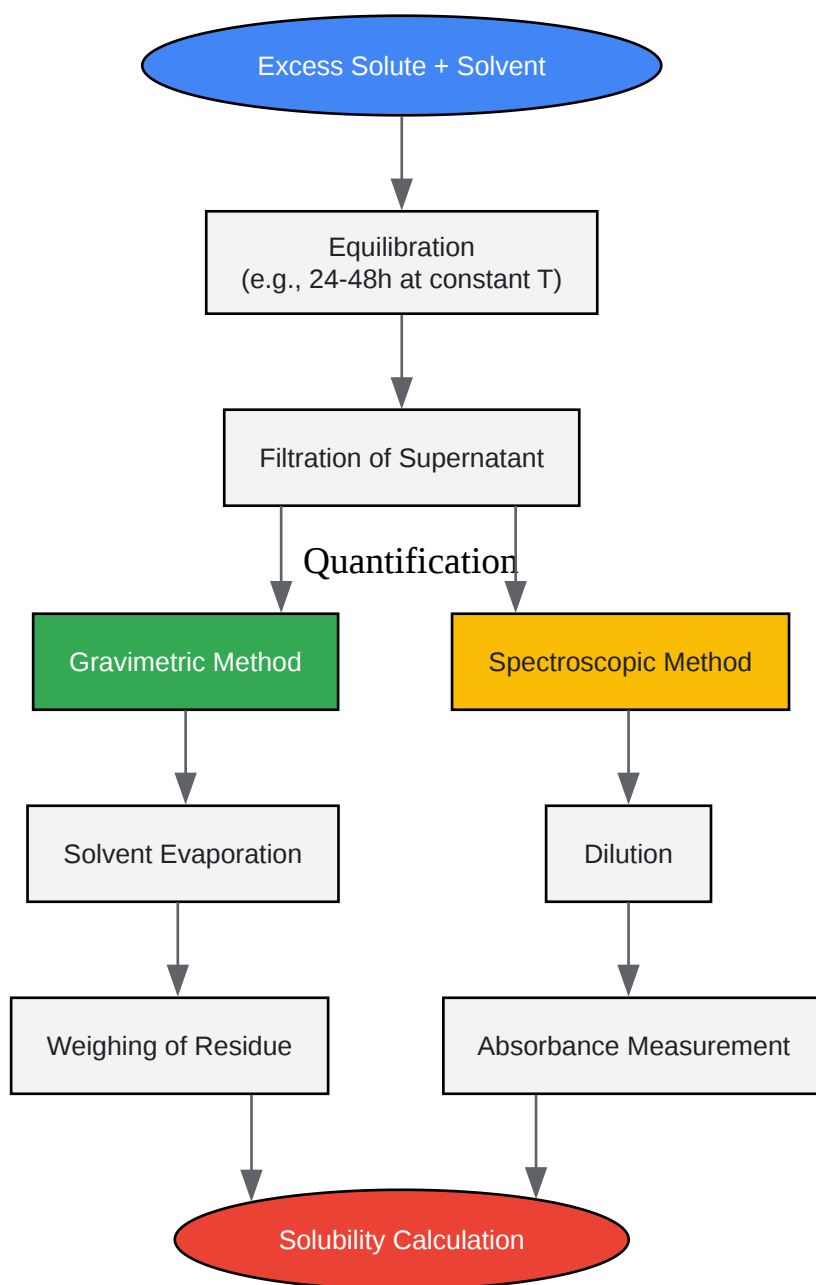 Excess Solute + Solvent
Equilibration
(e.g., 24-48h at constant T)
Filtration of Supernatant
Quantification
Gravimetric Method
Spectroscopic Method
Solvent Evaporation
Dilution
Weighing of Residue
Absorbance Measurement
Solubility Calculation